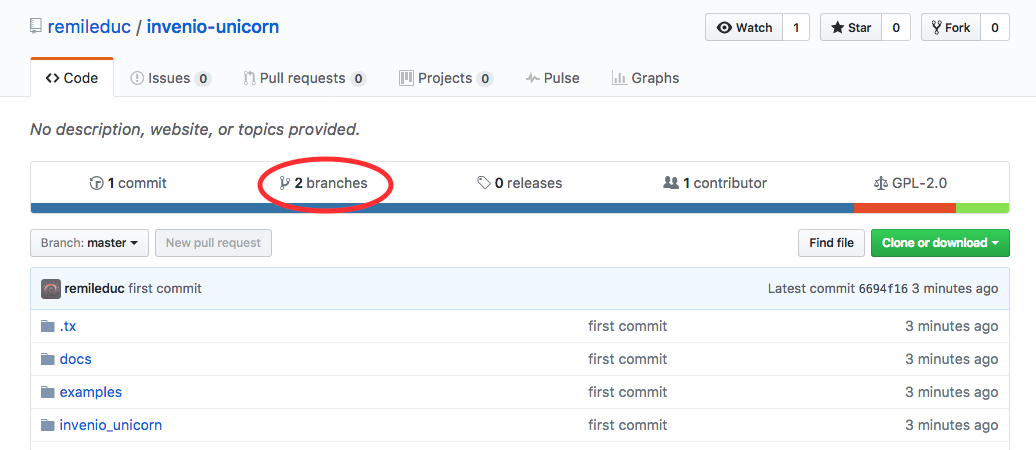 remileduc / invenio-unicorn
Watch 1 Star 0 Fork 0
Code Issues 0 Pull requests 0 Projects 0 Pulse Graphs
No description, website, or topics provided.
1 commit 2 branches 0 releases 1 contributor GPL-2.0
Branch: master New pull request Find file Clone or download
remileduc first commit Latest commit 6694f16 3 minutes ago
.tx first commit 3 minutes ago
docs first commit 3 minutes ago
examples first commit 3 minutes ago
invenio_unicorn first commit 3 minutes ago